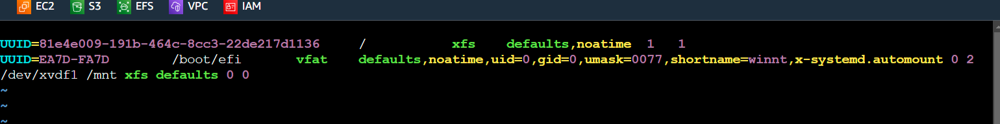 EC2 S3 EFS VPC IAM
UUID=81e4e009-191b-464c-8cc3-22de217d1136 / xfs defaults,noatime 1 1
UUID=EA7D-FA7D /boot/efi vfat defaults,noatime,uid=0,gid=0,umask=0077,shortname=winnt,x-systemd.automount 0 2
/dev/xvdf1 /mnt xfs defaults 0 0
~
~
~